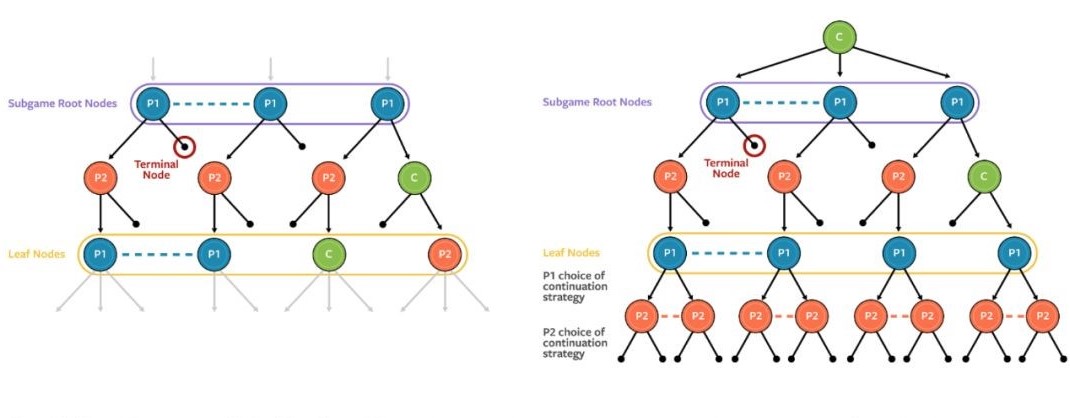 C
Subgame Root Nodes P1 P1 P1
Subgame Root Nodes P1 P1 P1
Terminal
Node
Terminal
Node
P2 P2 P2 C
P2 P2 P2 C
Leaf Nodes P1 P1 C P2
Leaf Nodes P1 P1 P1 P1
P1 choice of
continuation
strategy
P2 P2 P2 P2 P2 P2 P2 P2
P2 choice of
continuation
strategy